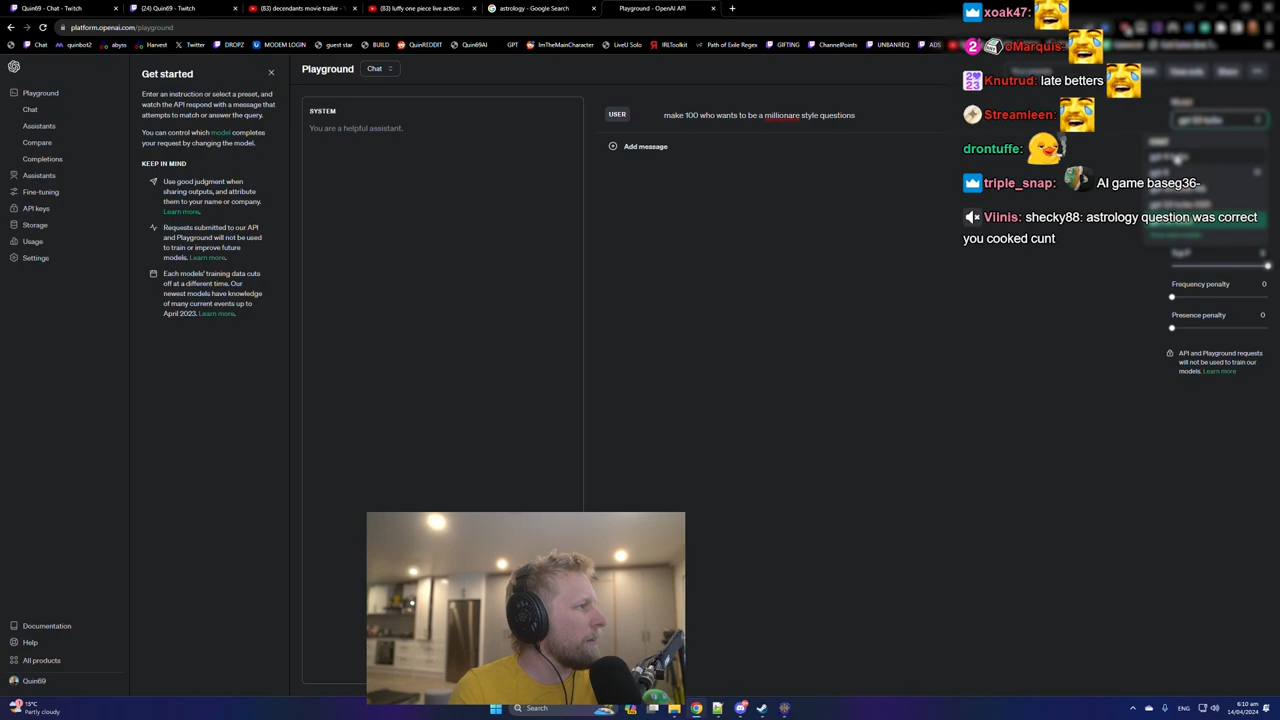 Quin69 - Chat - Twitch
(24) Quin69 - Twitch
(83) decendants movie trailer -
(83) luffy one piece live action -
astrology - Google Search
Playground - OpenAI API
platform.openai.com/playground
Chat
quinbot2
abyss
Harvest
Twitter
DROPZ
MODEM LOGIN
guest star
BUILD
QuinREDDIT
Quin69AI
GPT
ImTheMainCharacter
LiveU Solo
IRLToolkit
Path of Exile Regex
GIFTING
ChannelPoints
UNBANREQ
ADS
Playground
Chat
Assistants
Compare
Completions
Assistants
Fine-tuning
API keys
Storage
Usage
Settings
Documentation
Help
All products
Quin69
Get started
Enter an instruction or select a preset, and
watch the API respond with a message that
attempts to match or answer the query.
You can control which model completes
your request by changing the model.
KEEP IN MIND
Use good judgment when
sharing outputs, and attribute
them to your name or company.
Learn more.
Requests submitted to our API
and Playground will not be used
to train or improve future
models. Learn more.
Each models' training data cuts
off at a different time. Our
newest models have knowledge
of many current events up to
April 2023. Learn more.
Playground
Chat
SYSTEM
You are a helpful assistant.
USER
make 100 who wants to be a millionare style questions
Add message
xoak47:
oMarquis:
Knutrud: late betters
Streamleen:
drontuffe:
triple_snap: AI game baseg36-
Vlinis: shecky88: astrology question was correct
you cooked cunt
Frequency penalty 0
Presence penalty 0
API and Playground requests
will not be used to train our
models. Learn more
15°C
Partly cloudy
Search
ENG
6:10 am
14/04/2024